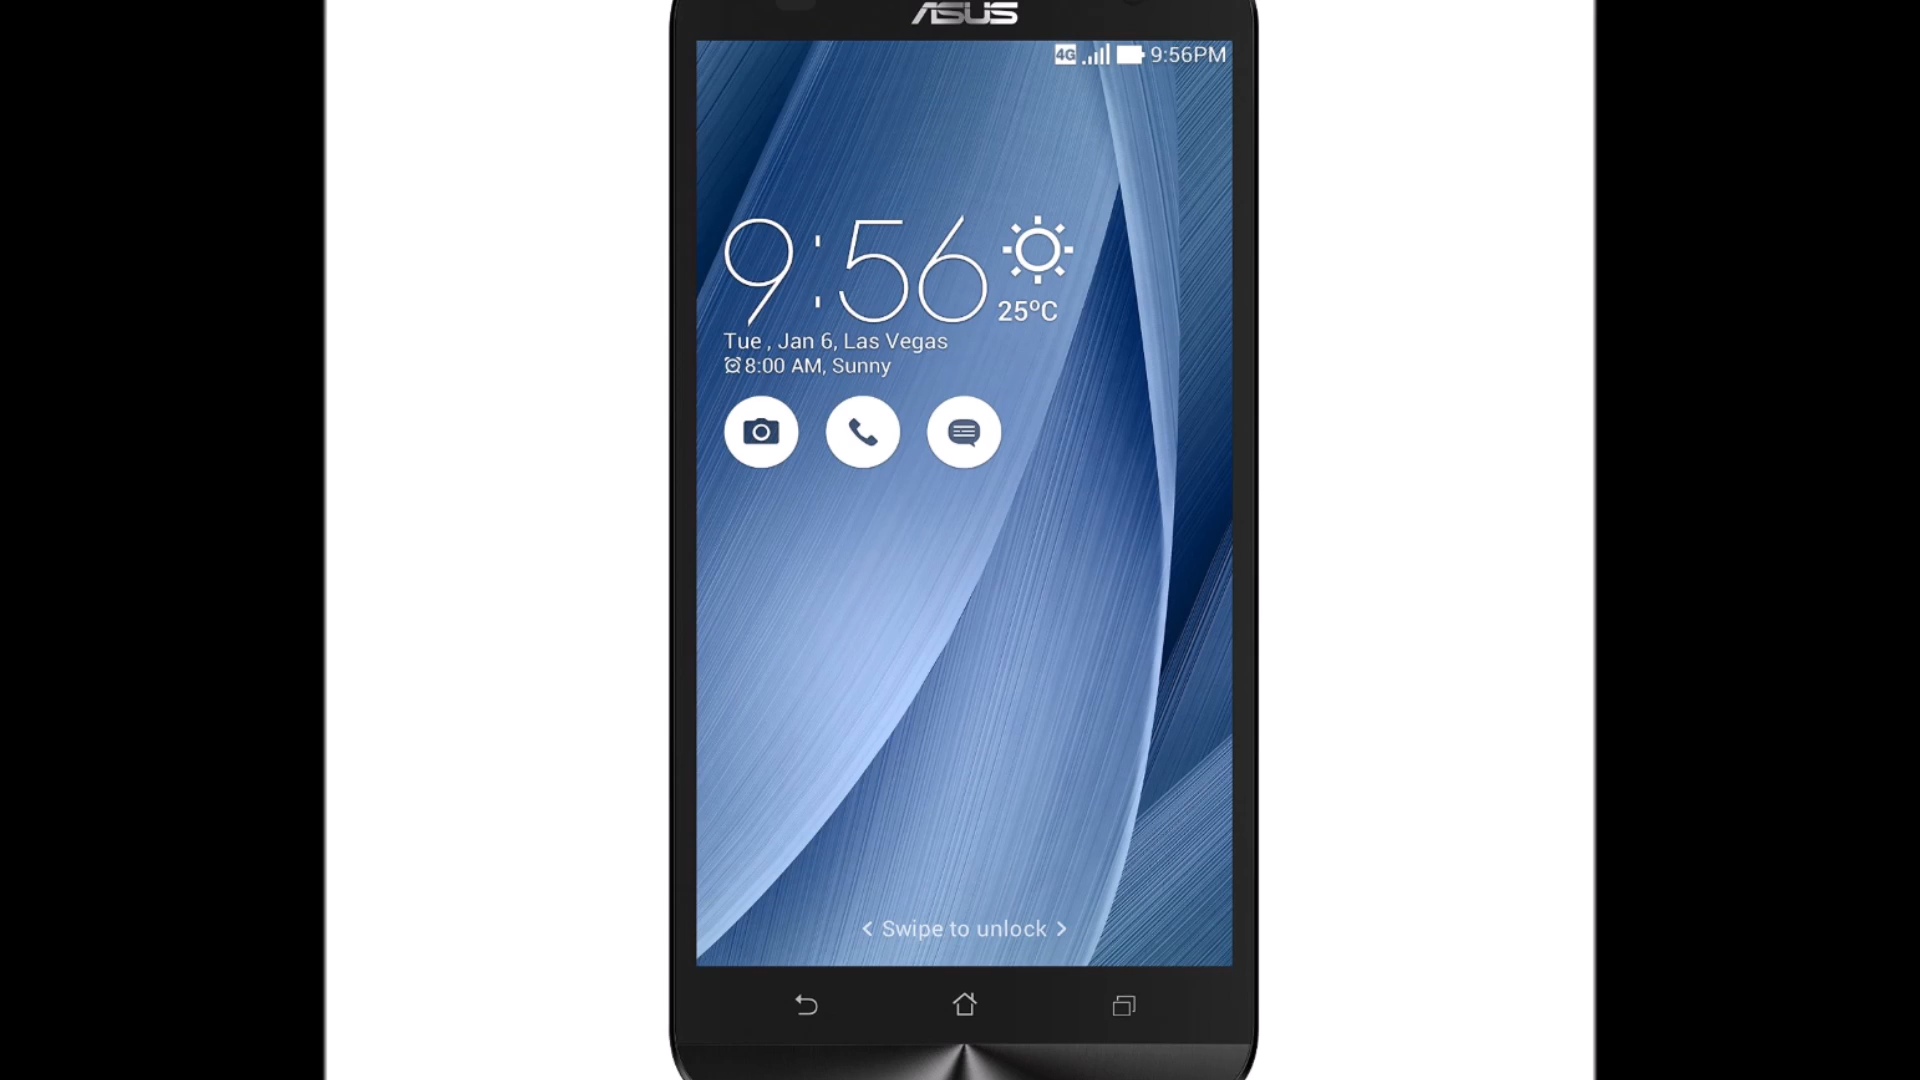 ASUS
4G 9:56PM
9:56
25°C
Tue , Jan 6, Las Vegas
8:00 AM, Sunny
< Swipe to unlock >